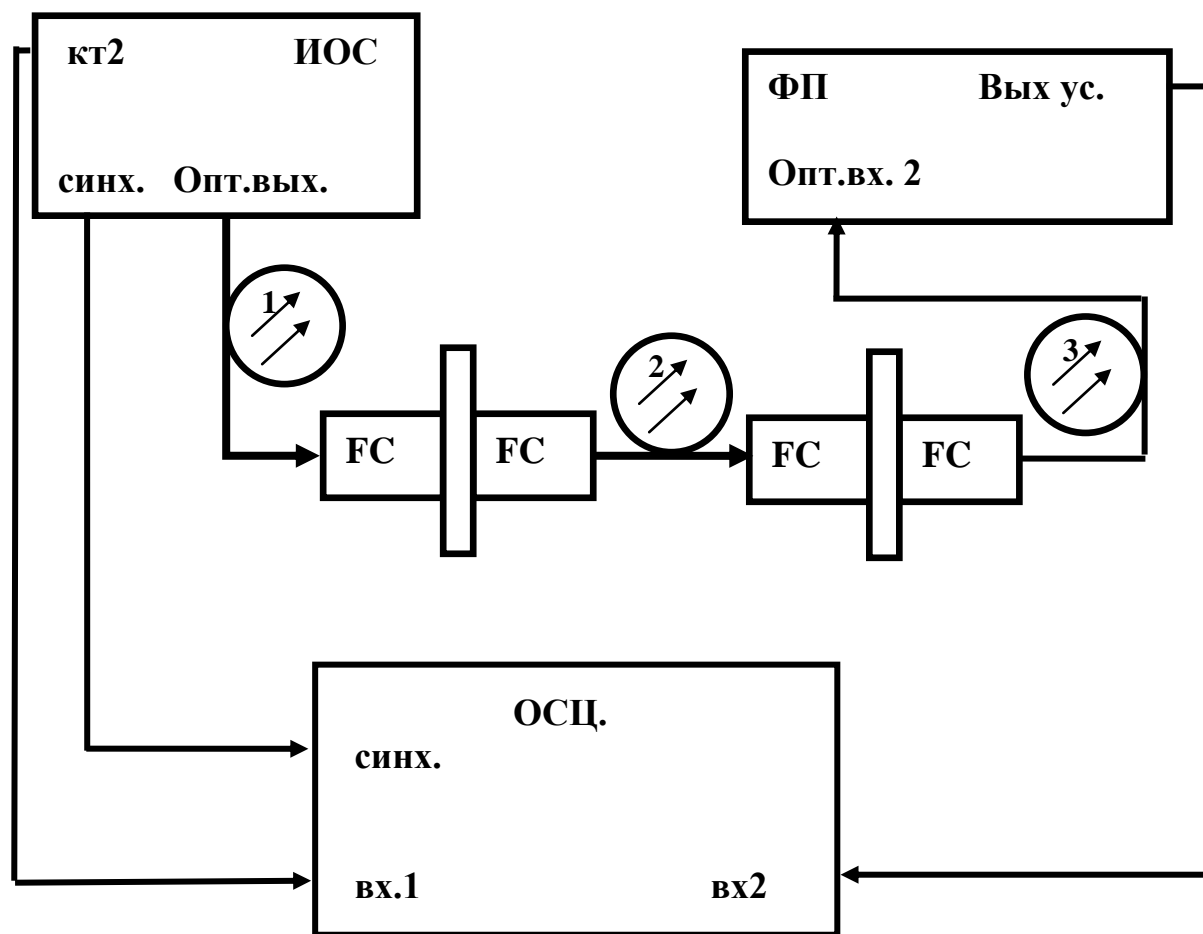 кт2 ИОС
синх. Опт.вых.
ФП Вых ус.
Опт.вх. 2
1
2
3
FC FC
FC FC
ОСЦ.
синх.
вх.1 вх2